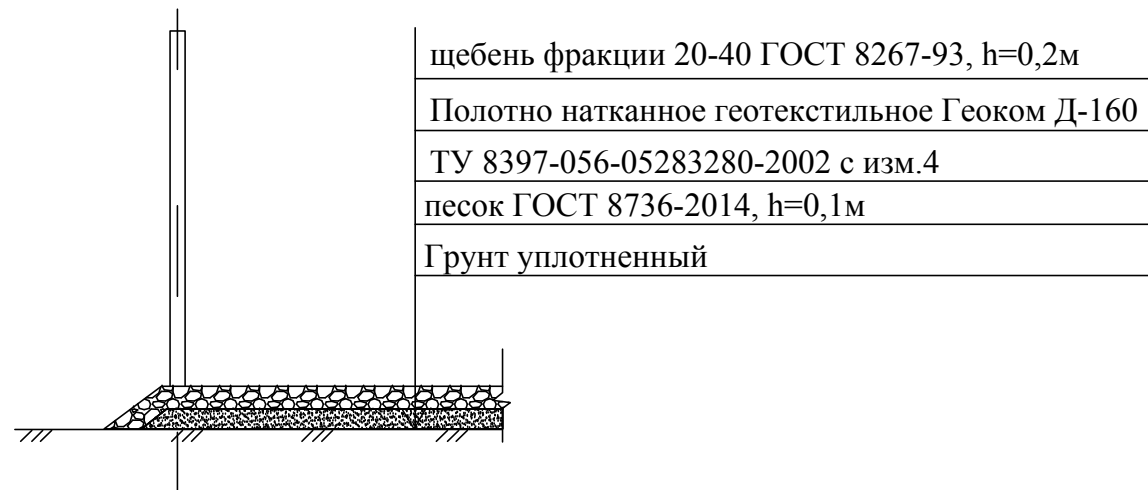 щебень фракции 20-40 ГОСТ 8267-93, h=0,2м
Полотно натканное геотекстильное Геоком Д-160
ТУ 8397-056-05283280-2002 с изм.4
песок ГОСТ 8736-2014, h=0,1м
Грунт уплотненный